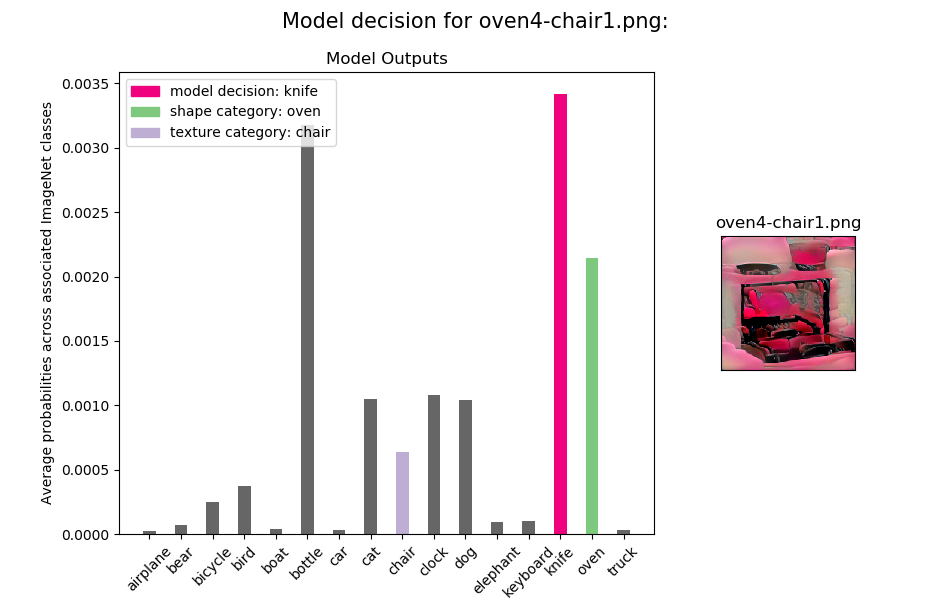 Model decision for oven4-chair1.png:
Model Outputs
model decision: knife
shape category: oven
texture category: chair
Average probabilities across associated ImageNet classes
0.0035
0.0030
0.0025
0.0020
0.0015
0.0010
0.0005
0.0000
airplane
bear
bicycle
bird
boat
bottle
car
cat
chair
clock
dog
elephant
keyboard
knife
oven
truck
oven4-chair1.png